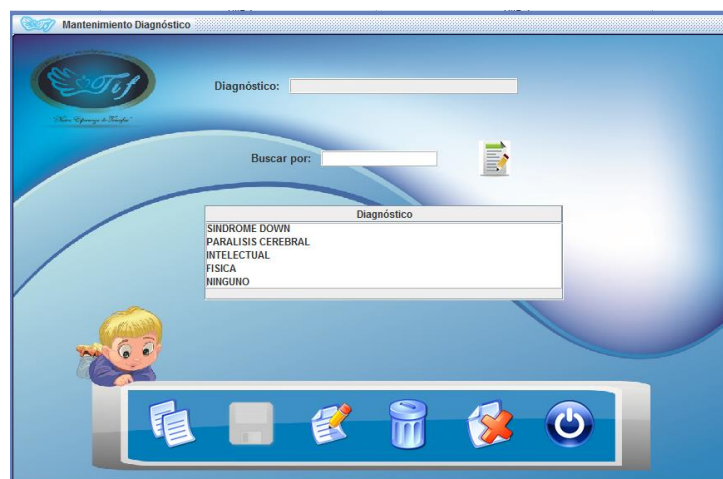 Mantenimiento Diagnóstico
Tif
Diagnóstico:
Buscar por:
Diagnóstico
SINDROME DOWN
PARALISIS CEREBRAL
INTELECTUAL
FISICA
NINGUNO